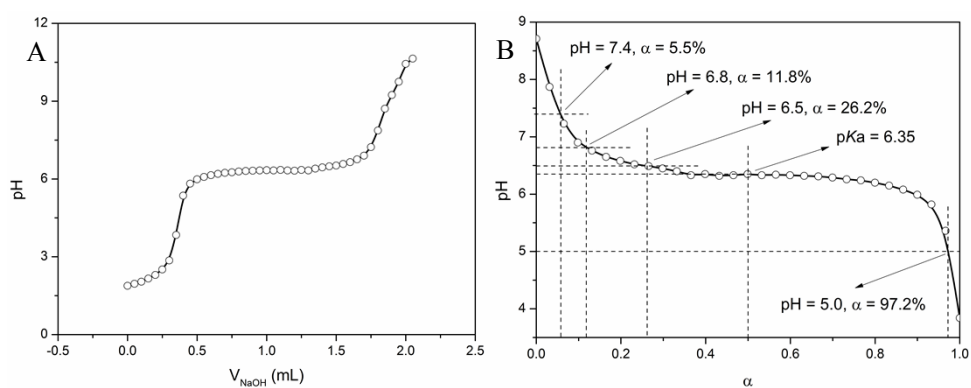 A
12
9
6
3
0
pH
-0.5
0.0
0.5
1.0
1.5
2.0
2.5
V NaOH (mL)
B
9
8
7
6
5
4
pH
pH = 7.4, α = 5.5%
pH = 6.8, α = 11.8%
pH = 6.5, α = 26.2%
pKa = 6.35
pH = 5.0, α = 97.2%
0.0
0.2
0.4
0.6
0.8
1.0
α